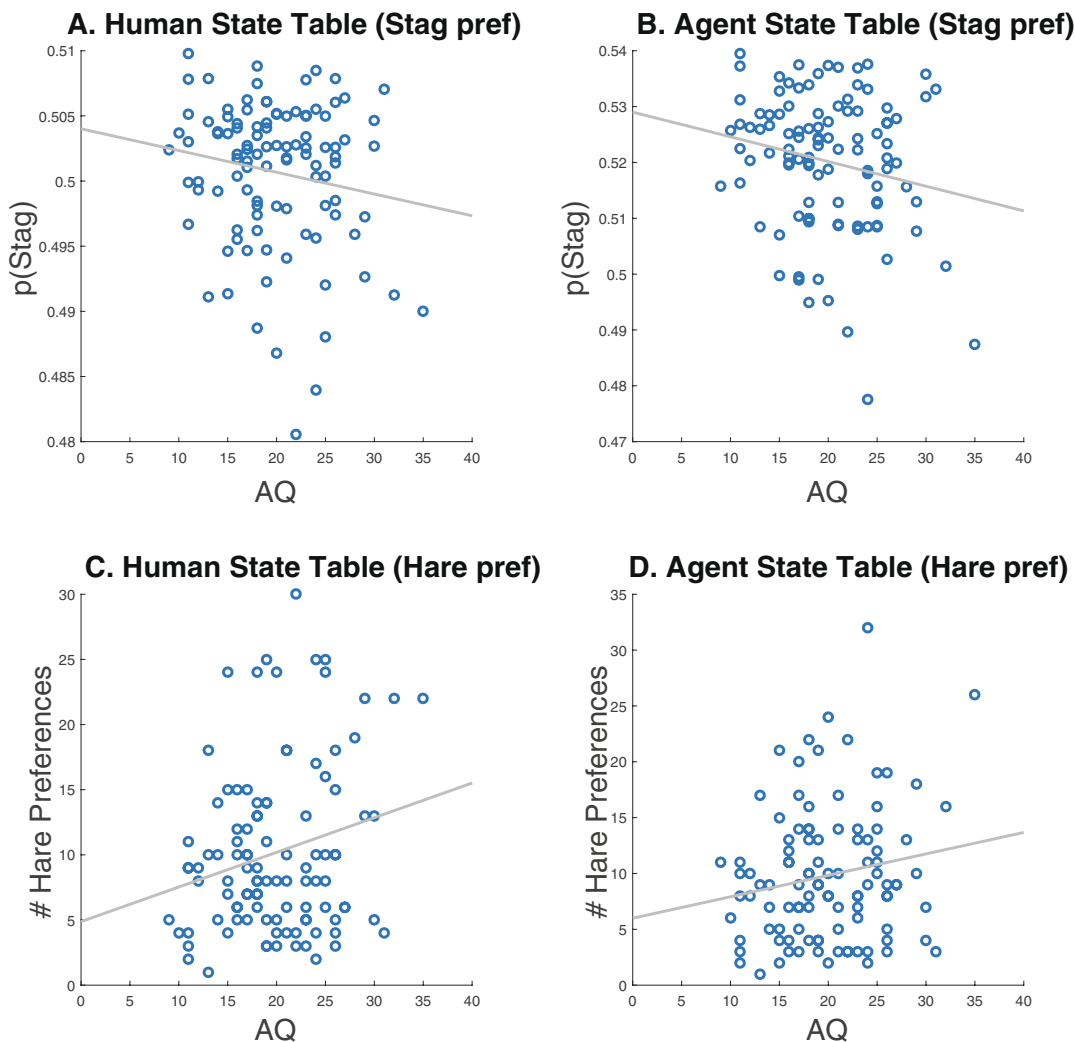 A. Human State Table (Stag pref)
0.51
0.505
0.5
0.495
0.49
0.485
0.48
p(Stag)
0 5 10 15 20 25 30 35 40
AQ
B. Agent State Table (Stag pref)
0.54
0.53
0.52
0.51
0.5
0.49
0.48
0.47
p(Stag)
0 5 10 15 20 25 30 35 40
AQ
C. Human State Table (Hare pref)
30
25
20
15
10
5
0
# Hare Preferences
0 5 10 15 20 25 30 35 40
AQ
D. Agent State Table (Hare pref)
35
30
25
20
15
10
5
0
# Hare Preferences
0 5 10 15 20 25 30 35 40
AQ